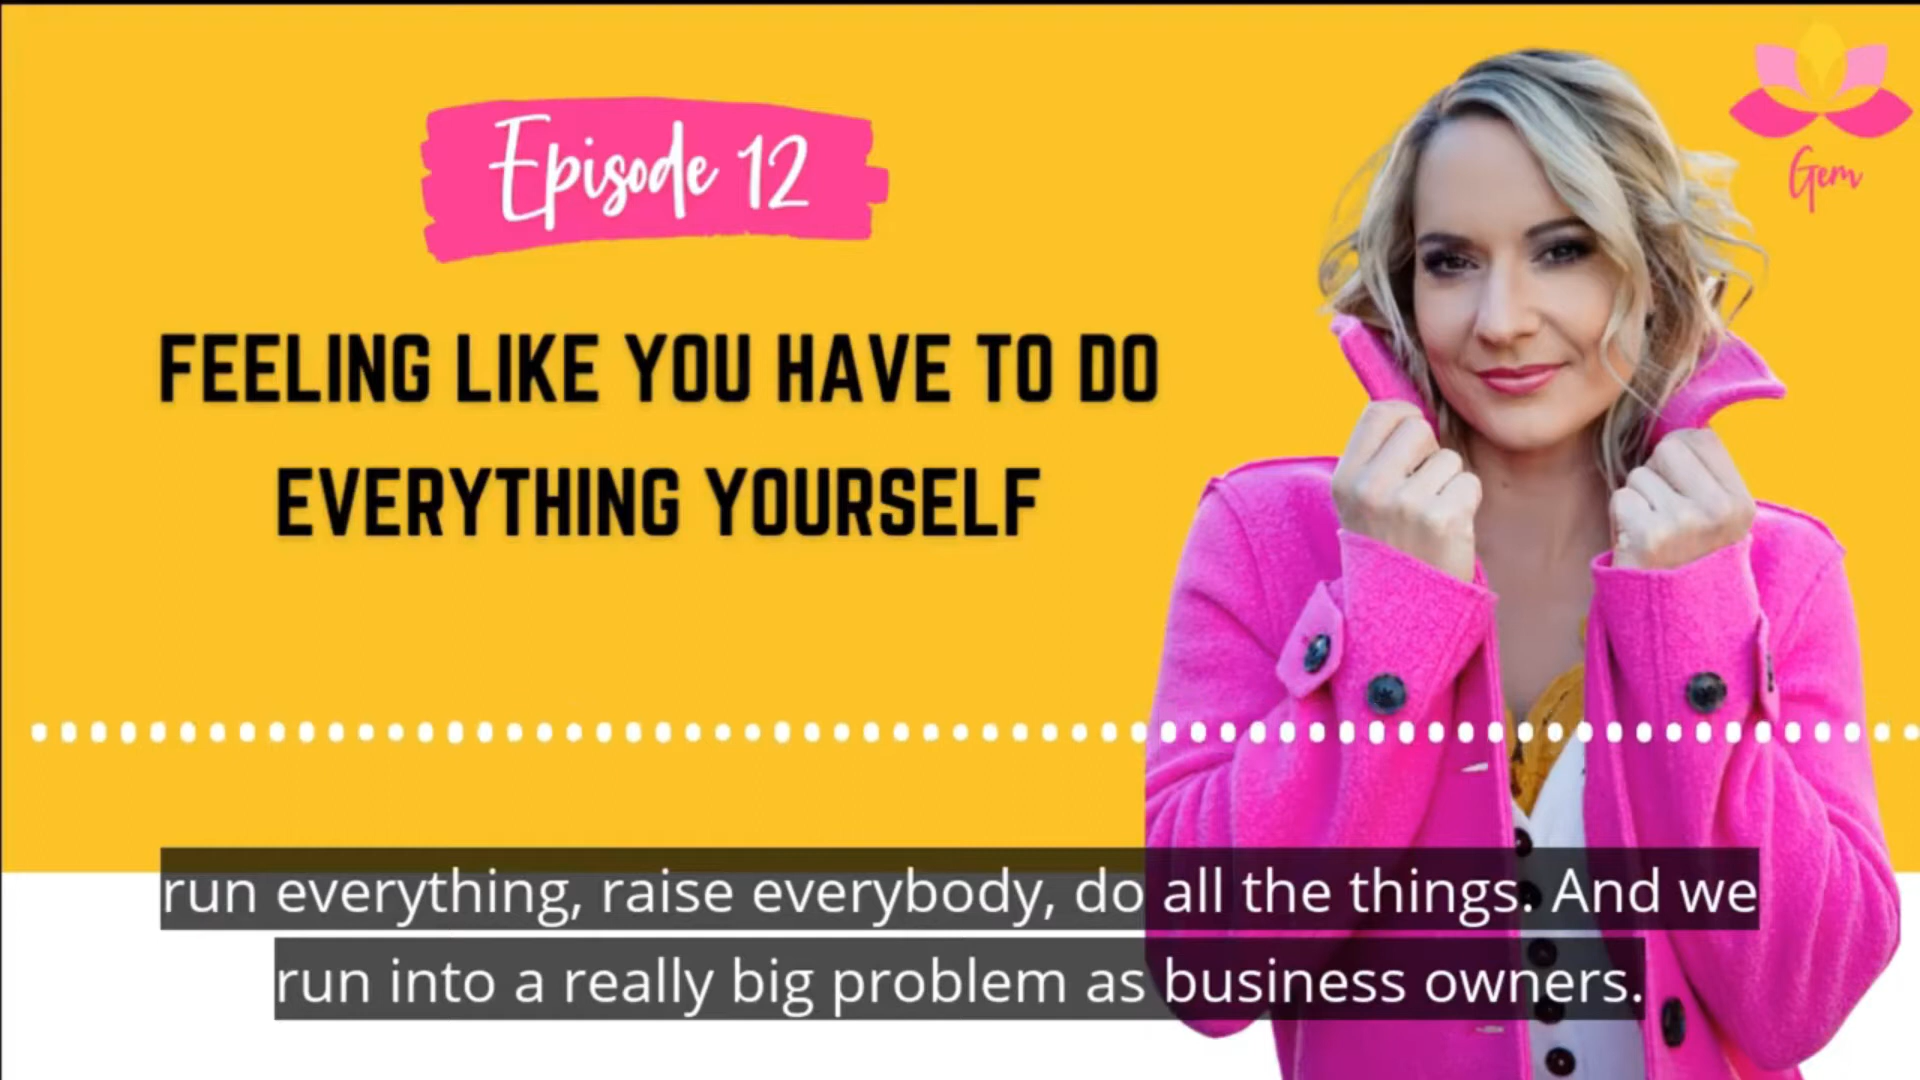 Episode 12
Gem
FEELING LIKE YOU HAVE TO DO
EVERYTHING YOURSELF
run everything, raise everybody, do all the things. And we
run into a really big problem as business owners.